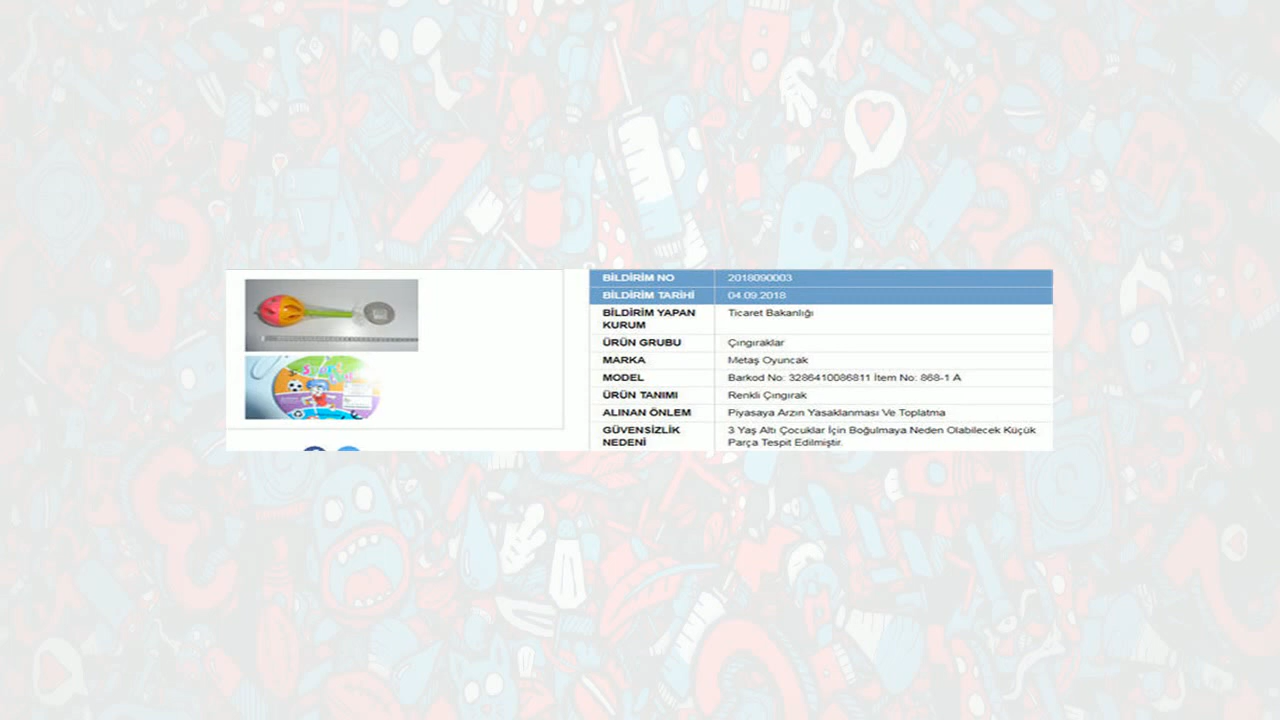 BİLDİRİM NO 2018090003
BİLDİRİM TARİHİ 04.09.2018
BİLDİRİM YAPAN KURUM Ticaret Bakanlığı
ÜRÜN GRUBU Çıngıraklar
MARKA Metaş Oyuncak
MODEL Barkod No: 3286410086811 İtem No: 868-1 A
ÜRÜN TANIMI Renkli Çıngırak
ALINAN ÖNLEM Piyasaya Arzın Yasaklanması Ve Toplatma
GÜVENSİZLİK NEDENİ 3 Yaş Altı Çocuklar İçin Boğulmaya Neden Olabilecek Küçük
Parça Tespit Edilmiştir.